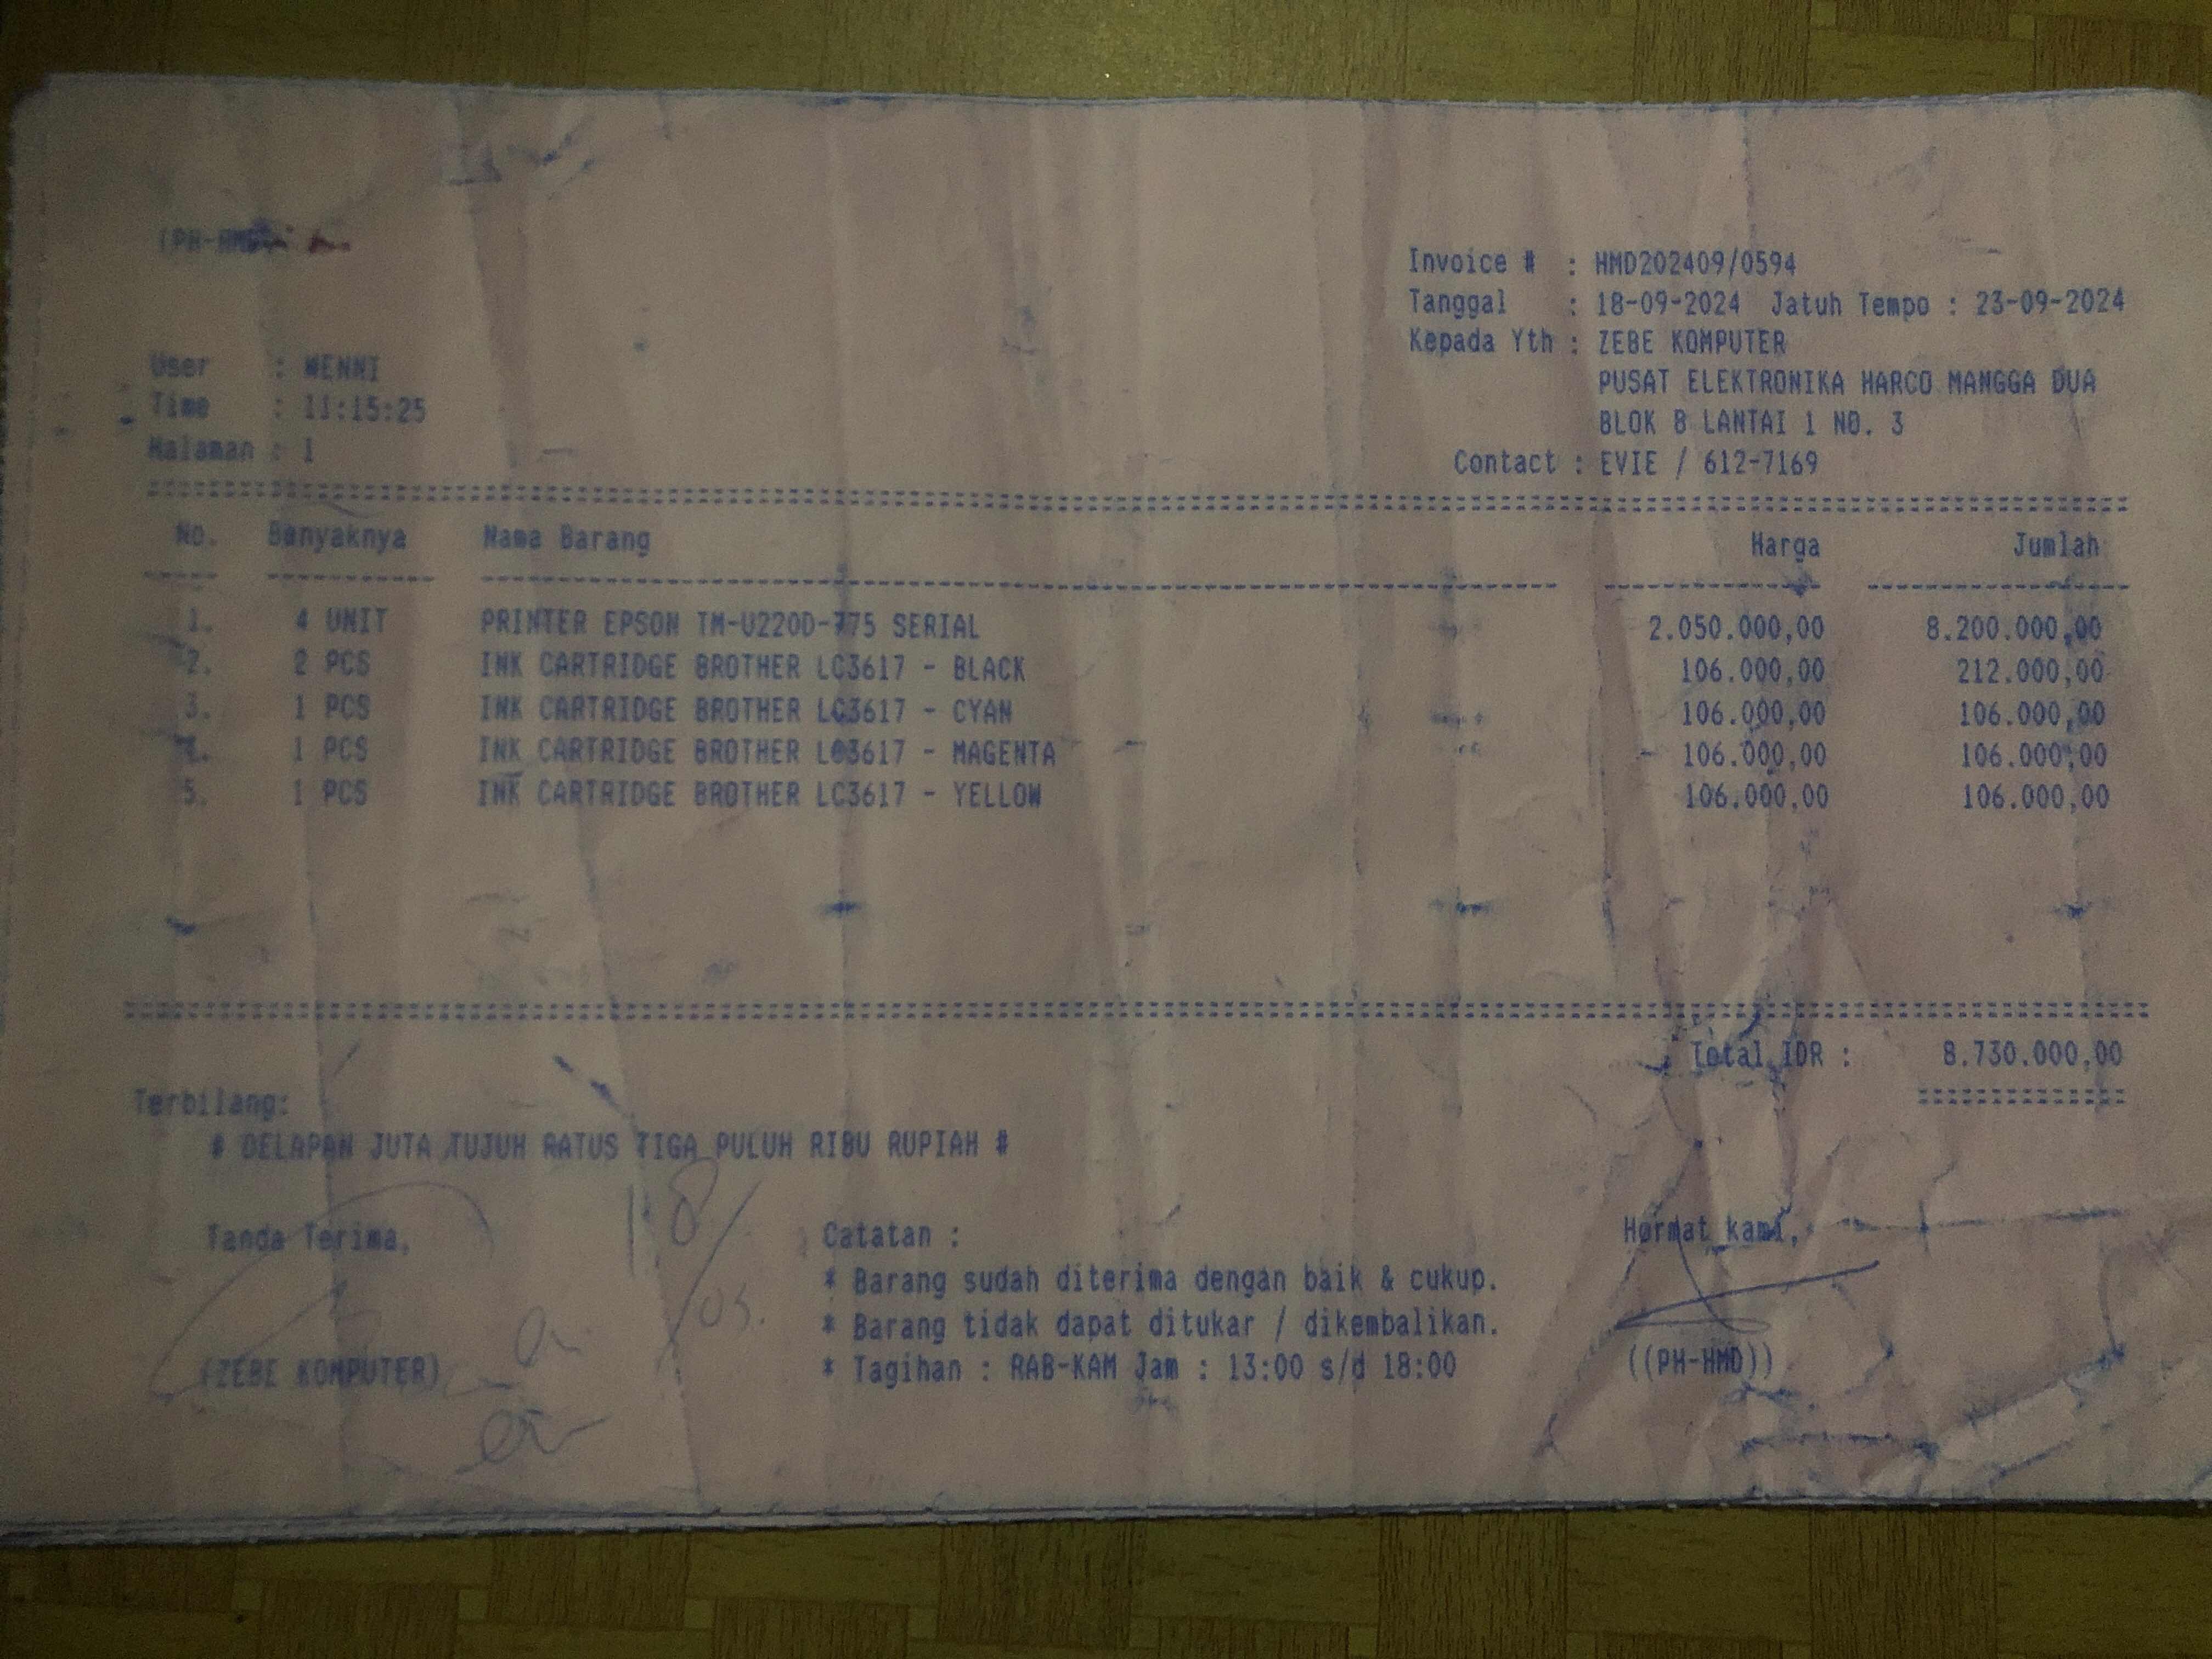 (PH-HMD)
Invoice # : HMD202409/0594
Tanggal : 18-09-2024 Jatuh Tempo : 23-09-2024
Kepada Yth : ZEBE KOMPUTER
PUSAT ELEKTRONIKA HARCO MANGGA DUA
BLOK B LANTAI 1 NO. 3
Contact : EVIE / 612-7169
User : WENNI
Time : 11:15:25
Halaman : 1
No. Banyaknya Nama Barang Harga Jumlah
1. 4 UNIT PRINTER EPSON TM-U220D-775 SERIAL 2.050.000,00 8.200.000,00
2. 2 PCS INK CARTRIDGE BROTHER LC3617 - BLACK 106.000,00 212.000,00
3. 1 PCS INK CARTRIDGE BROTHER LC3617 - CYAN 106.000,00 106.000,00
4. 1 PCS INK CARTRIDGE BROTHER LC3617 - MAGENTA 106.000,00 106.000,00
5. 1 PCS INK CARTRIDGE BROTHER LC3617 - YELLOW 106.000,00 106.000,00
Total IDR : 8.730.000,00
Terbilang:
# DELAPAN JUTA TUJUH RATUS TIGA PULUH RIBU RUPIAH #
Tanda Terima,
(ZEBE KOMPUTER)
Catatan :
* Barang sudah diterima dengan baik & cukup.
* Barang tidak dapat ditukar / dikembalikan.
* Tagihan : RAB-KAM Jam : 13:00 s/d 18:00
Hormat kami,
((PH-HMD))